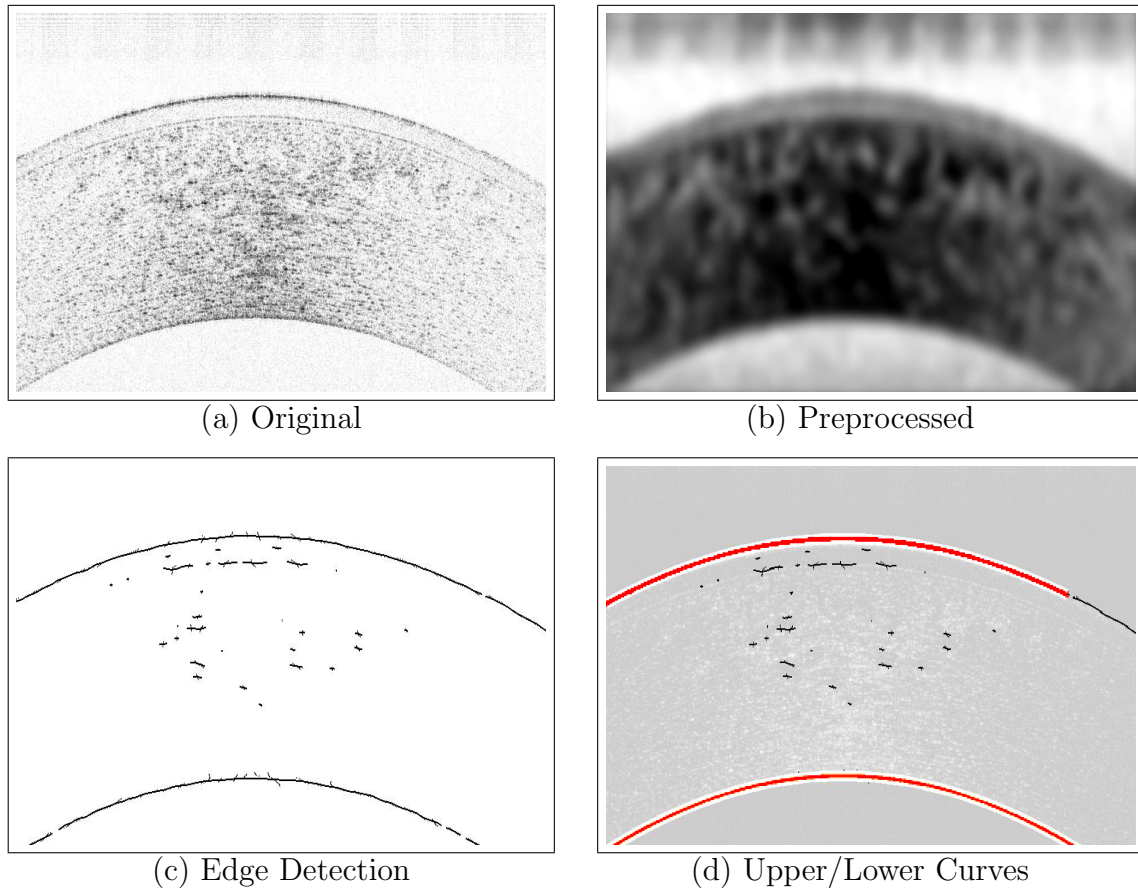 (a) Original
(b) Preprocessed
(c) Edge Detection
(d) Upper/Lower Curves